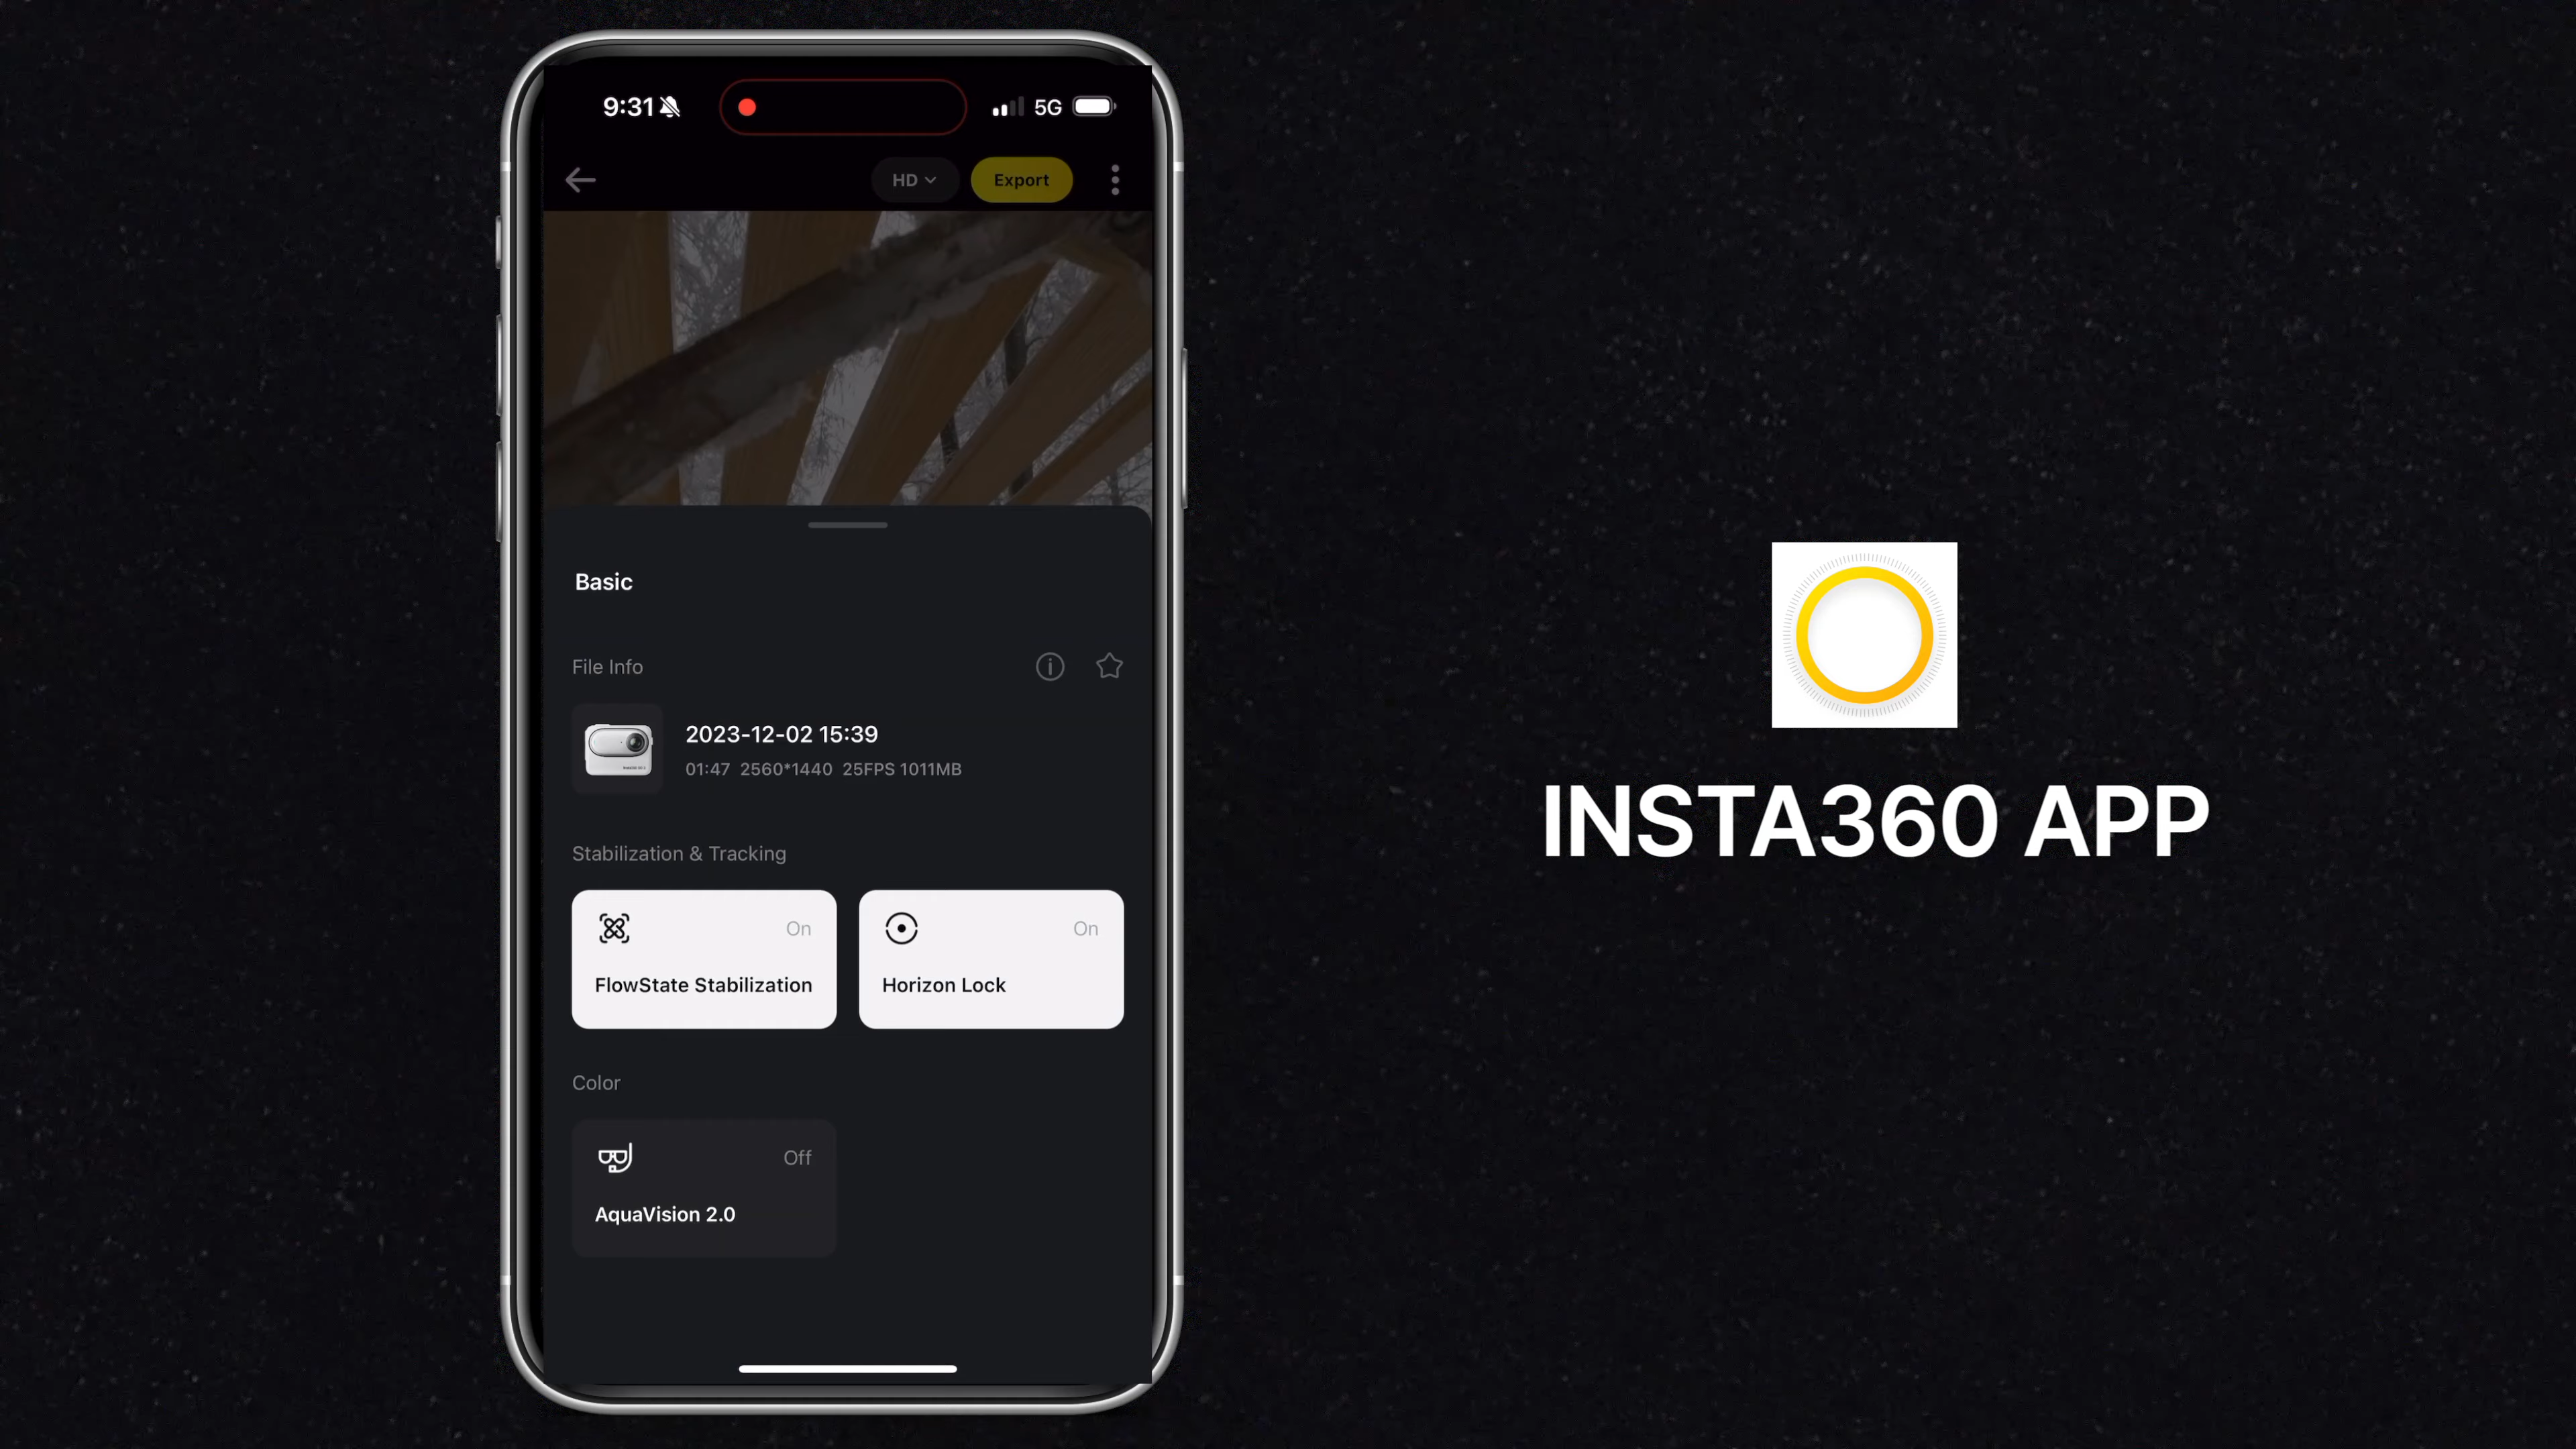 9:31
5G
HD
Export
Basic
File Info
2023-12-02 15:39
01:47 2560*1440 25FPS 1011MB
Stabilization & Tracking
On
FlowState Stabilization
On
Horizon Lock
Color
Off
AquaVision 2.0
INSTA360 APP